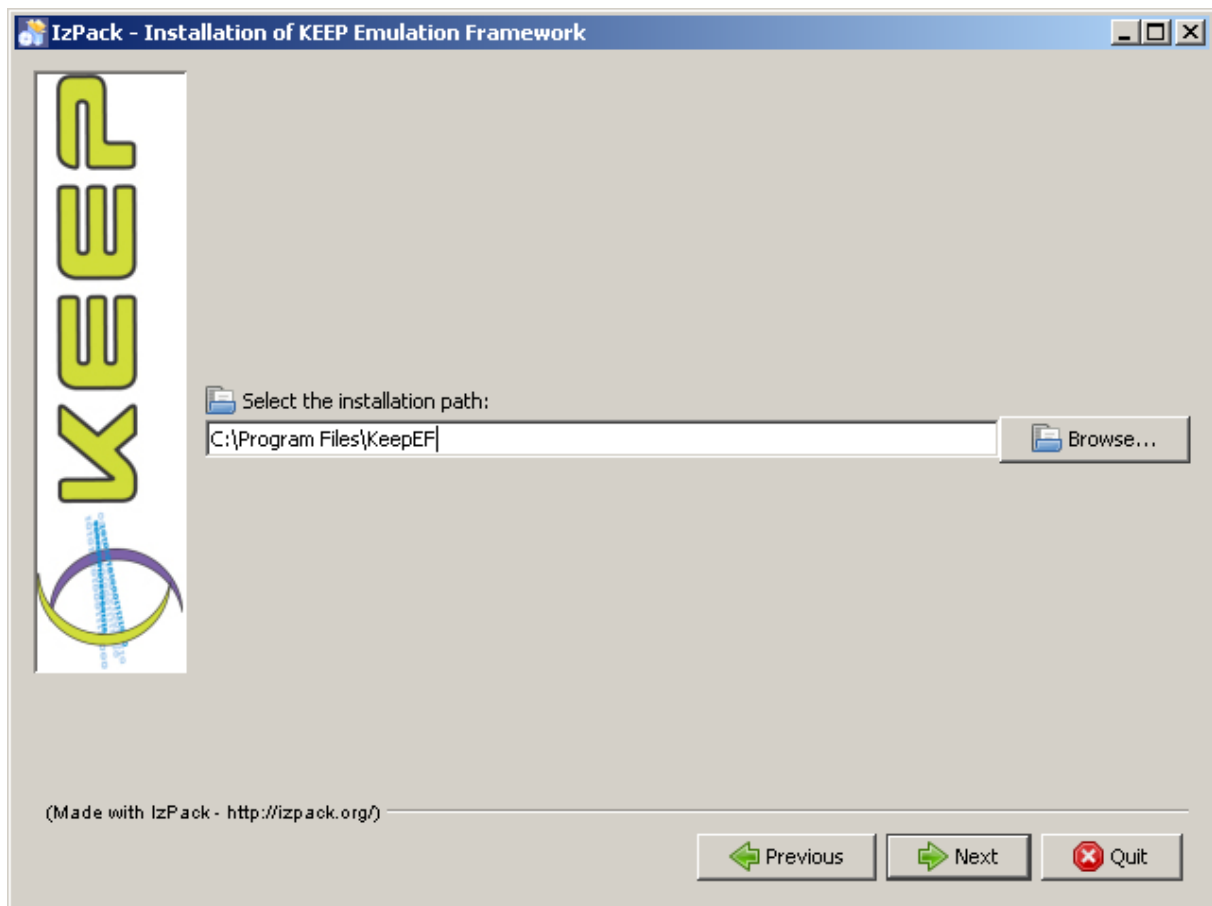 IzPack - Installation of KEEP Emulation Framework
KEEP
Select the installation path:
C:\Program Files\KeepEF
Browse...
(Made with IzPack - http://izpack.org/)
Previous
Next
Quit